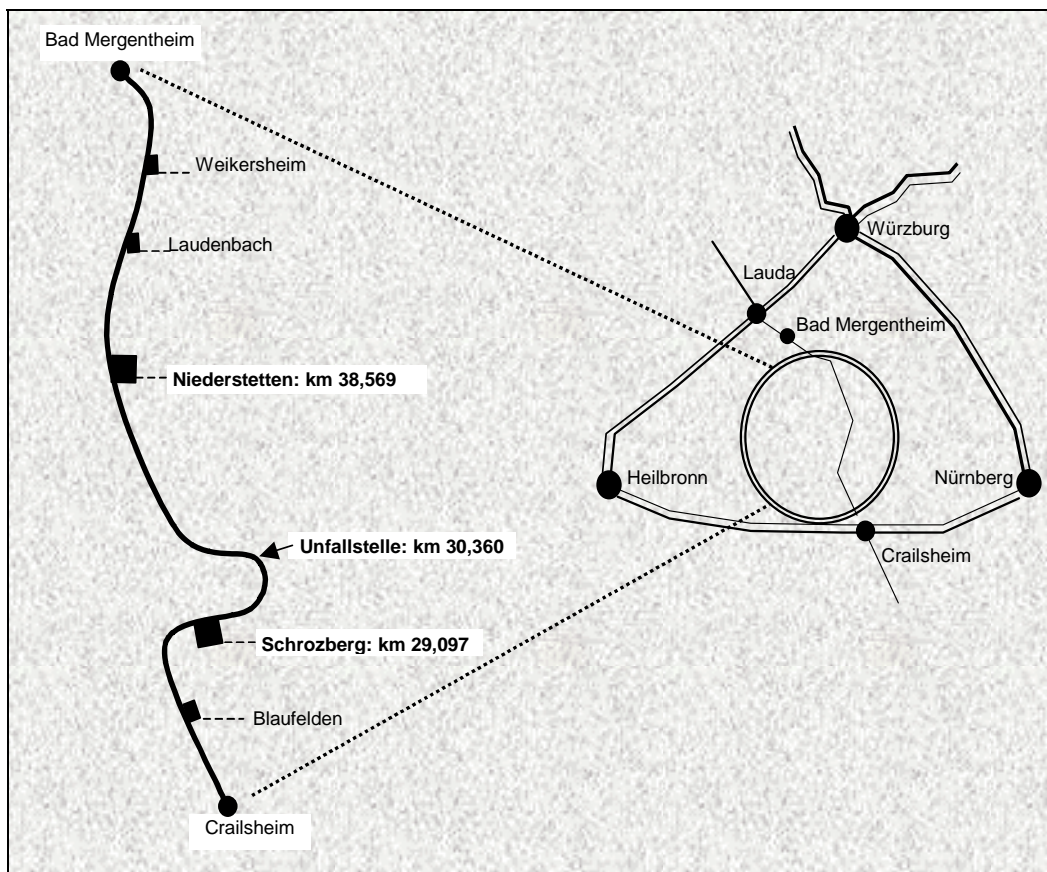 Bad Mergentheim
Weikersheim
Laudenbach
Niederstetten: km 38,569
Unfallstelle: km 30,360
Schrozberg: km 29,097
Blaufelden
Crailsheim
Würzburg
Lauda
Bad Mergentheim
Heilbronn
Nürnberg
Crailsheim